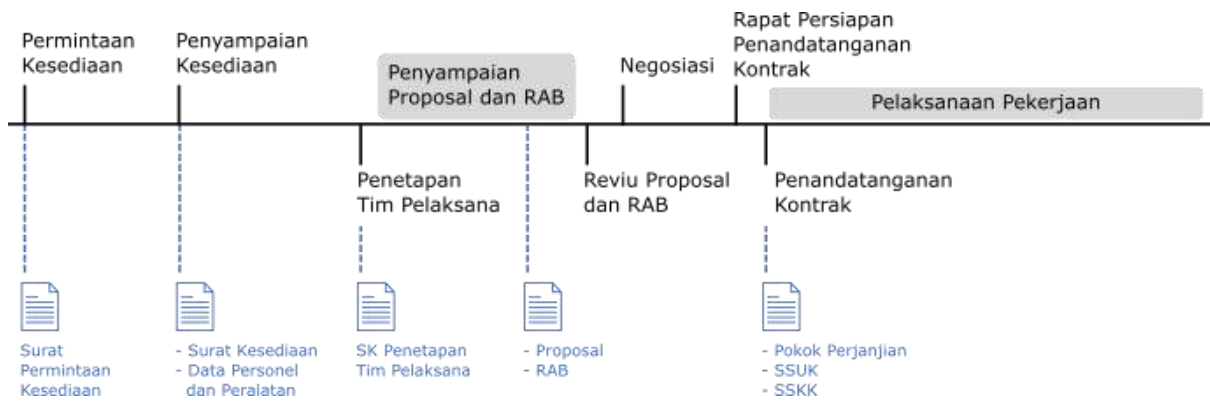 Permintaan
Kesediaan
Penyampaian
Kesediaan
Penyampaian
Proposal dan RAB
Negosiasi
Rapat Persiapan
Penandatanganan
Kontrak
Pelaksanaan Pekerjaan
Penetapan
Tim Pelaksana
Reviu Proposal
dan RAB
Penandatanganan
Kontrak
Surat
Permintaan
Kesediaan
- Surat Kesediaan
- Data Personel
dan Peralatan
SK Penetapan
Tim Pelaksana
- Proposal
- RAB
- Pokok Perjanjian
- SSUK
- SSKK